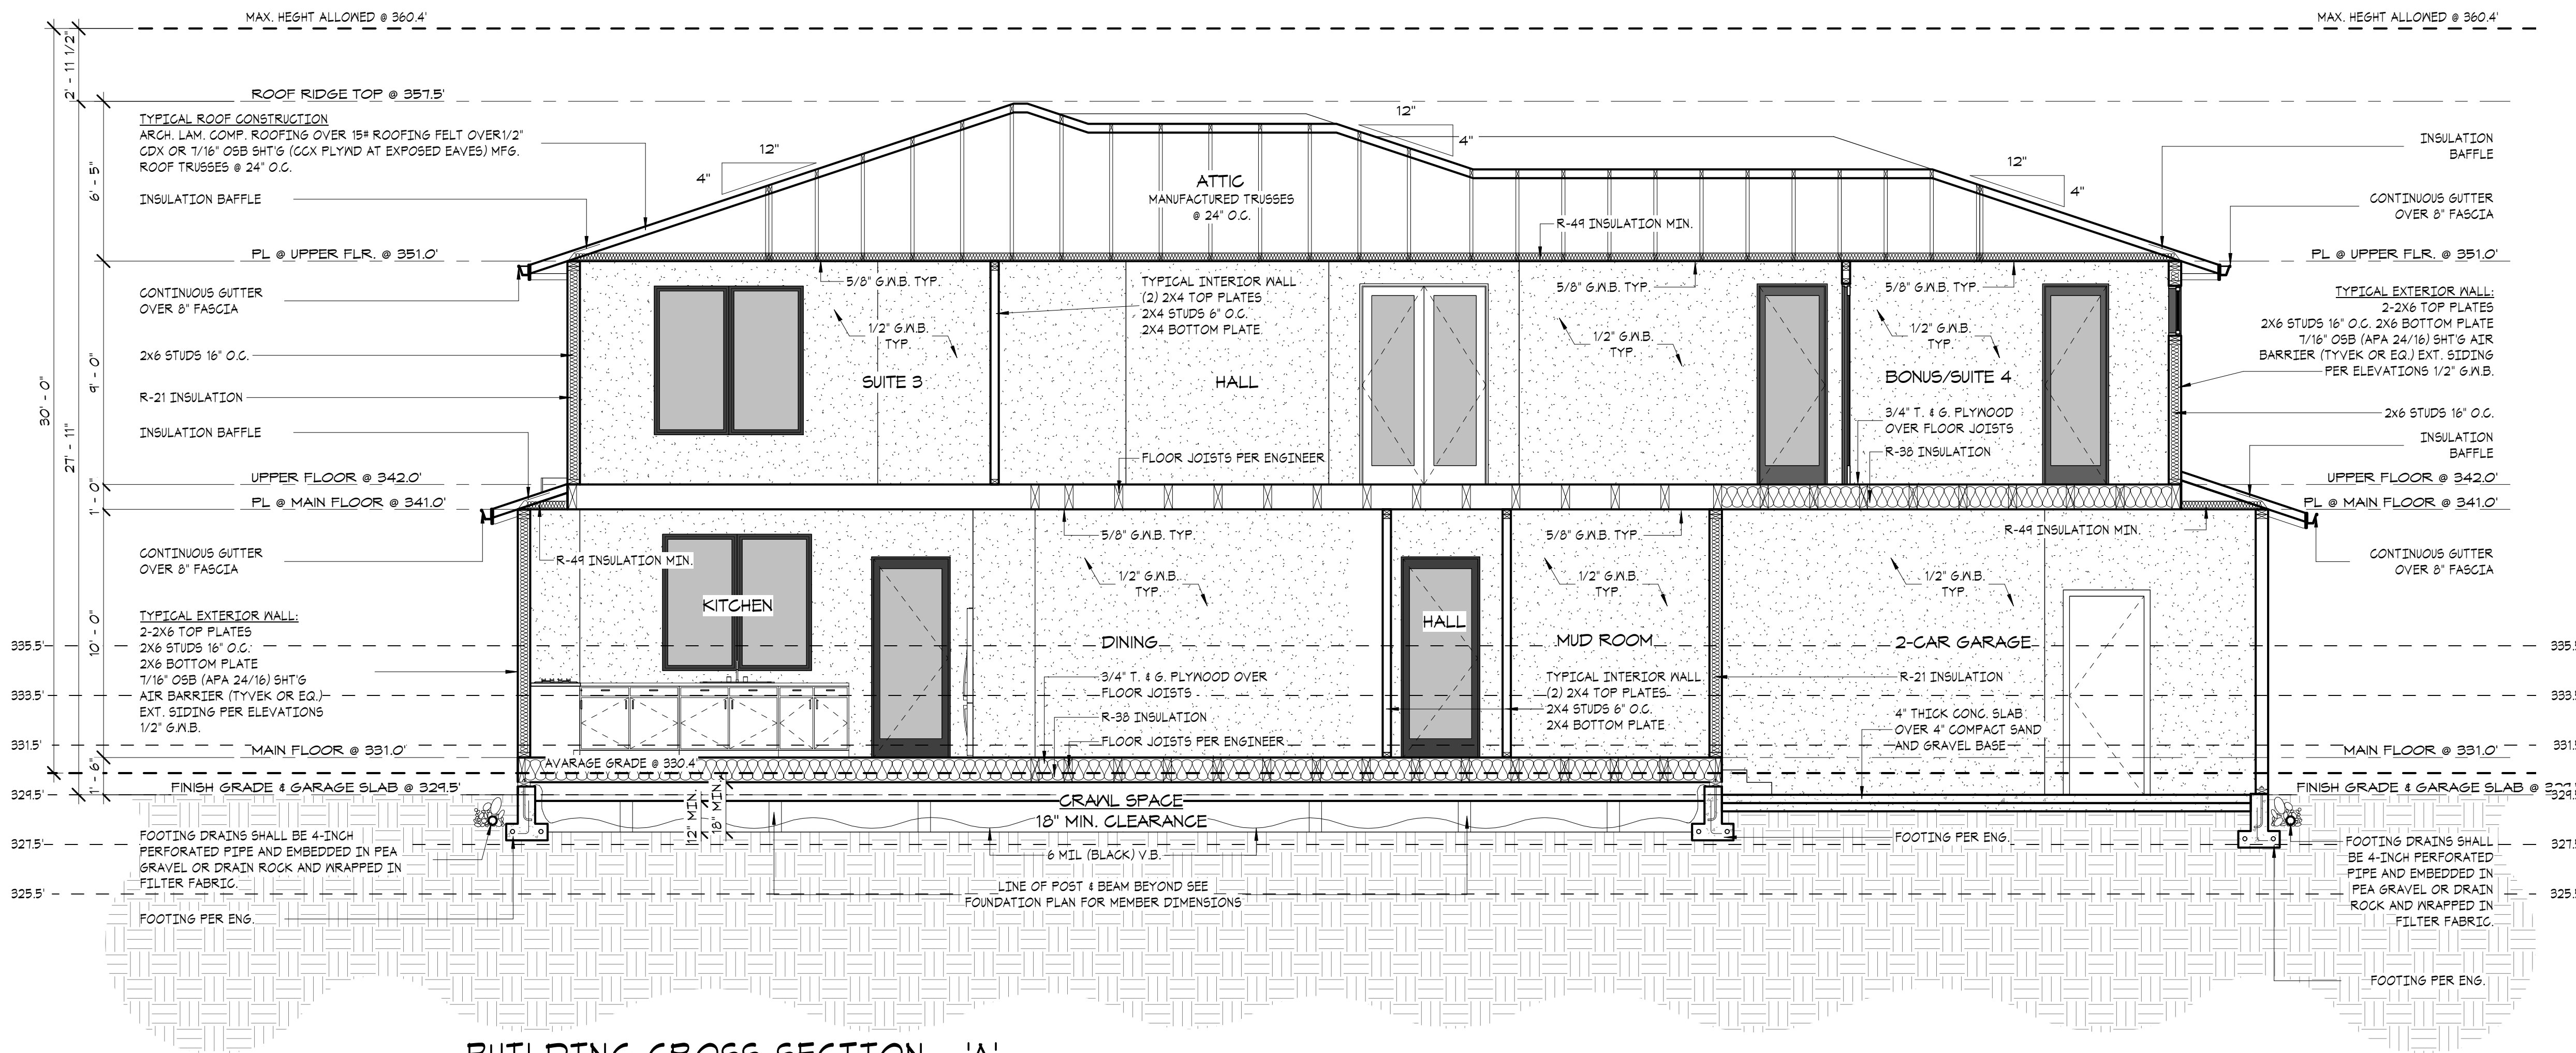 MAX. HEGHT ALLOWED @ 360.4'
MAX. HEGHT ALLOWED @ 360.4'
2' - 11 1/2"
6' - 5"
9' - 0"
1' - 0"
10' - 0"
1' - 6"
27' - 11"
30' - 0"
ROOF RIDGE TOP @ 357.5'
TYPICAL ROOF CONSTRUCTION
ARCH. LAM. COMP. ROOFING OVER 15# ROOFING FELT OVER1/2"
CDX OR 7/16" OSB SHT'G (CCX PLYWD AT EXPOSED EAVES) MFG.
ROOF TRUSSES @ 24" O.C.
INSULATION BAFFLE
PL @ UPPER FLR. @ 351.0'
CONTINUOUS GUTTER
OVER 8" FASCIA
2x6 STUDS 16" O.C.
R-21 INSULATION
INSULATION BAFFLE
UPPER FLOOR @ 342.0'
PL @ MAIN FLOOR @ 341.0'
CONTINUOUS GUTTER
OVER 8" FASCIA
TYPICAL EXTERIOR WALL:
2-2X6 TOP PLATES
2X6 STUDS 16" O.C.
2X6 BOTTOM PLATE
7/16" OSB (APA 24/16) SHT'G
AIR BARRIER (TYVEK OR EQ.)
EXT. SIDING PER ELEVATIONS
1/2" G.W.B.
335.5'
333.5'
331.5'
329.5'
327.5'
325.5'
MAIN FLOOR @ 331.0'
FINISH GRADE & GARAGE SLAB @ 329.5'
FOOTING DRAINS SHALL BE 4-INCH
PERFORATED PIPE AND EMBEDDED IN PEA
GRAVEL OR DRAIN ROCK AND WRAPPED IN
FILTER FABRIC.
FOOTING PER ENG.
12"
4"
12"
4"
12"
4"
ATTIC
MANUFACTURED TRUSSES
@ 24" O.C.
R-49 INSULATION MIN.
5/8" G.W.B. TYP.
1/2" G.W.B.
TYP.
SUITE 3
TYPICAL INTERIOR WALL
(2) 2X4 TOP PLATES
2X4 STUDS 6" O.C.
2X4 BOTTOM PLATE
HALL
FLOOR JOISTS PER ENGINEER
5/8" G.W.B. TYP.
1/2" G.W.B.
TYP.
5/8" G.W.B. TYP.
1/2" G.W.B.
TYP.
BONUS/SUITE 4
3/4" T. & G. PLYWOOD
OVER FLOOR JOISTS
R-38 INSULATION
R-49 INSULATION MIN.
KITCHEN
5/8" G.W.B. TYP.
1/2" G.W.B.
TYP.
DINING
3/4" T. & G. PLYWOOD OVER
FLOOR JOISTS
R-38 INSULATION
FLOOR JOISTS PER ENGINEER
HALL
5/8" G.W.B. TYP.
1/2" G.W.B.
TYP.
MUD ROOM
TYPICAL INTERIOR WALL
(2) 2X4 TOP PLATES
2X4 STUDS 6" O.C.
2X4 BOTTOM PLATE
R-49 INSULATION MIN.
1/2" G.W.B.
TYP.
2-CAR GARAGE
R-21 INSULATION
4" THICK CONC. SLAB
OVER 4" COMPACT SAND
AND GRAVEL BASE
AVARAGE GRADE @ 330.4'
12" MIN.
18" MIN.
CRAWL SPACE
18" MIN. CLEARANCE
6 MIL (BLACK) V.B.
LINE OF POST & BEAM BEYOND SEE
FOUNDATION PLAN FOR MEMBER DIMENSIONS
FOOTING PER ENG.
INSULATION
BAFFLE
CONTINUOUS GUTTER
OVER 8" FASCIA
PL @ UPPER FLR. @ 351.0'
TYPICAL EXTERIOR WALL:
2-2X6 TOP PLATES
2X6 STUDS 16" O.C. 2X6 BOTTOM PLATE
7/16" OSB (APA 24/16) SHT'G AIR
BARRIER (TYVEK OR EQ.) EXT. SIDING
PER ELEVATIONS 1/2" G.W.B.
2x6 STUDS 16" O.C.
INSULATION
BAFFLE
UPPER FLOOR @ 342.0'
PL @ MAIN FLOOR @ 341.0'
CONTINUOUS GUTTER
OVER 8" FASCIA
335.5
333.5
331.5
MAIN FLOOR @ 331.0'
FINISH GRADE & GARAGE SLAB @
327.5
325.5
FOOTING DRAINS SHALL
BE 4-INCH PERFORATED
PIPE AND EMBEDDED IN
PEA GRAVEL OR DRAIN
ROCK AND WRAPPED IN
FILTER FABRIC.
FOOTING PER ENG.
BUILDING CROSS SECTION - 'A'